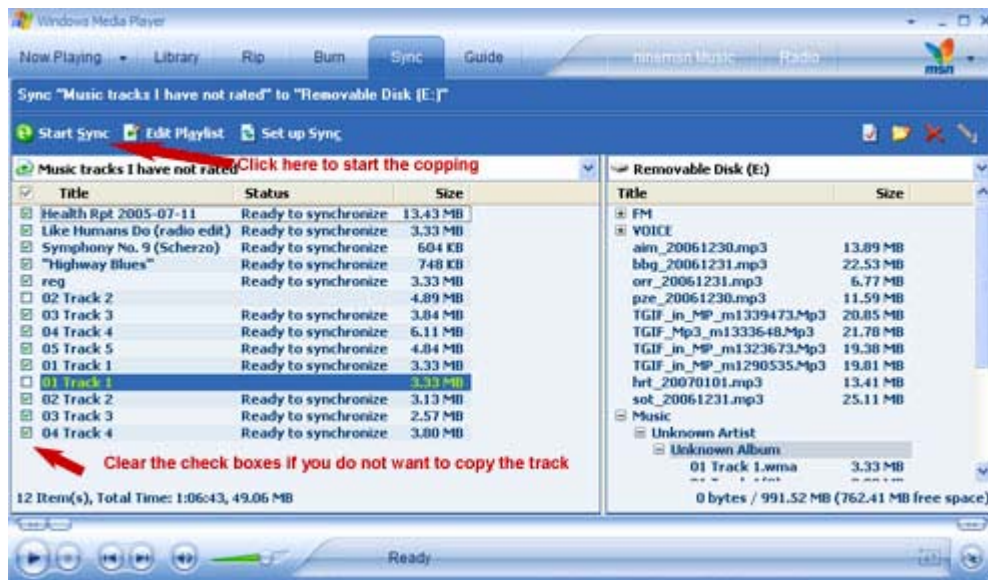 Windows Media Player
Now Playing Library Rip Burn Sync Guide ninemsn Music Radio msn
Sync "Music tracks I have not rated" to "Removable Disk (E:)"
Start Sync Edit Playlist Set up Sync
Click here to start the copping
Music tracks I have not rated
Title Status Size
Health Rpt 2005-07-11 Ready to synchronize 13.43 MB
Like Humans Do (radio edit) Ready to synchronize 3.33 MB
Symphony No. 9 (Scherzo) Ready to synchronize 604 KB
"Highway Blues" Ready to synchronize 748 KB
reg Ready to synchronize 3.33 MB
02 Track 2 4.89 MB
03 Track 3 Ready to synchronize 3.84 MB
04 Track 4 Ready to synchronize 6.11 MB
05 Track 5 Ready to synchronize 4.84 MB
01 Track 1 Ready to synchronize 3.33 MB
01 Track 1 3.33 MB
02 Track 2 Ready to synchronize 3.13 MB
03 Track 3 Ready to synchronize 2.57 MB
04 Track 4 Ready to synchronize 3.80 MB
Clear the check boxes if you do not want to copy the track
12 Item(s), Total Time: 1:06:43, 49.06 MB
Removable Disk (E:)
Title Size
FM
VOICE
aim_20061230.mp3 13.89 MB
bbg_20061231.mp3 22.53 MB
orr_20061231.mp3 6.77 MB
pze_20061230.mp3 11.59 MB
TGIF_in_MP_m1339473.Mp3 20.85 MB
TGIF_Mp3_m1333648.Mp3 21.78 MB
TGIF_in_MP_m1323673.Mp3 19.38 MB
TGIF_in_MP_m1290535.Mp3 19.81 MB
hrt_20070101.mp3 13.41 MB
sot_20061231.mp3 25.11 MB
Music
Unknown Artist
Unknown Album
01 Track 1.wma 3.33 MB
0 bytes / 991.52 MB (762.41 MB free space)
Ready